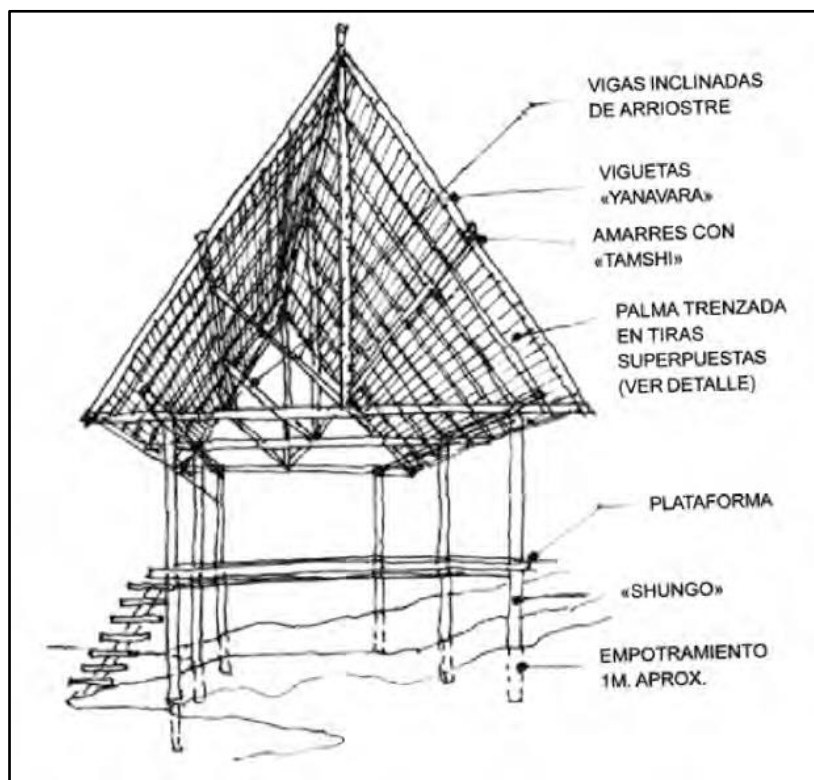 VIGAS INCLINADAS
DE ARRIOSTRE
VIGUETAS
«YANAVARA»
AMARRES CON
«TAMSHI»
PALMA TRENZADA
EN TIRAS
SUPERPUESTAS
(VER DETALLE)
PLATAFORMA
«SHUNGO»
EMPOTRAMIENTO
1M. APROX.